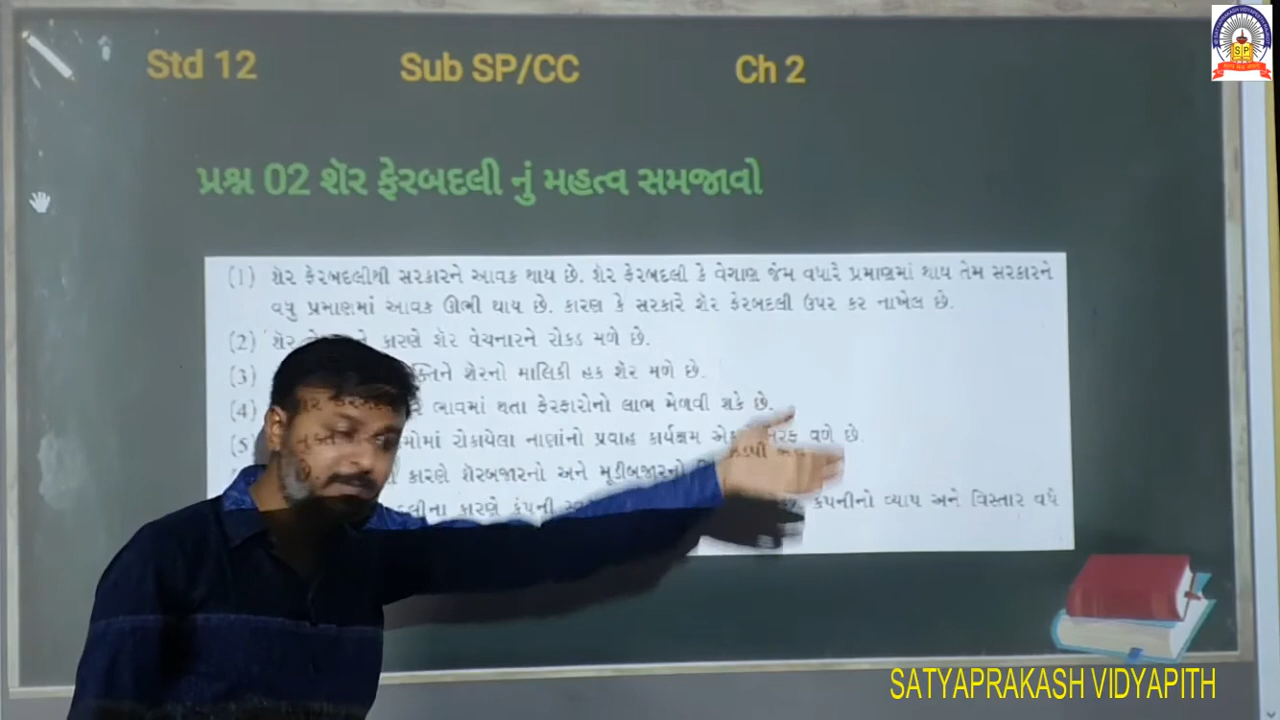 Std 12 Sub SP/CC Ch 2
પ્રશ્ન 02 શૅર ફેરબદલી નું મહત્વ સમજાવો
(1) શૅર ફેરબદલીથી સરકારને આવક થાય છે. શૅર ફેરબદલી કે વેચાણ જેમ વધારે પ્રમાણમાં થાય તેમ સરકારને
વધુ પ્રમાણમાં આવક ઊભી થાય છે. કારણ કે સરકારે શૅર ફેરબદલી ઉપર કર નાખેલ છે.
(2) શૅર કારણે શૅર વેચનારને રોકડ મળે છે.
(3) શૅરનો માલિકી હક શૅર મળે છે.
(4) ભાવમાં થતા ફેરફારોનો લાભ મેળવી શકે છે.
(5) રોકાયેલા નાણાંનો પ્રવાહ કાર્યક્ષમ વળે છે.
કારણે શૅરબજારનો અને મૂડીબજારનો
કારણે કંપની કંપનીનો વ્યાપ અને વિસ્તાર વધે
SATYAPRAKASH VIDYAPITH